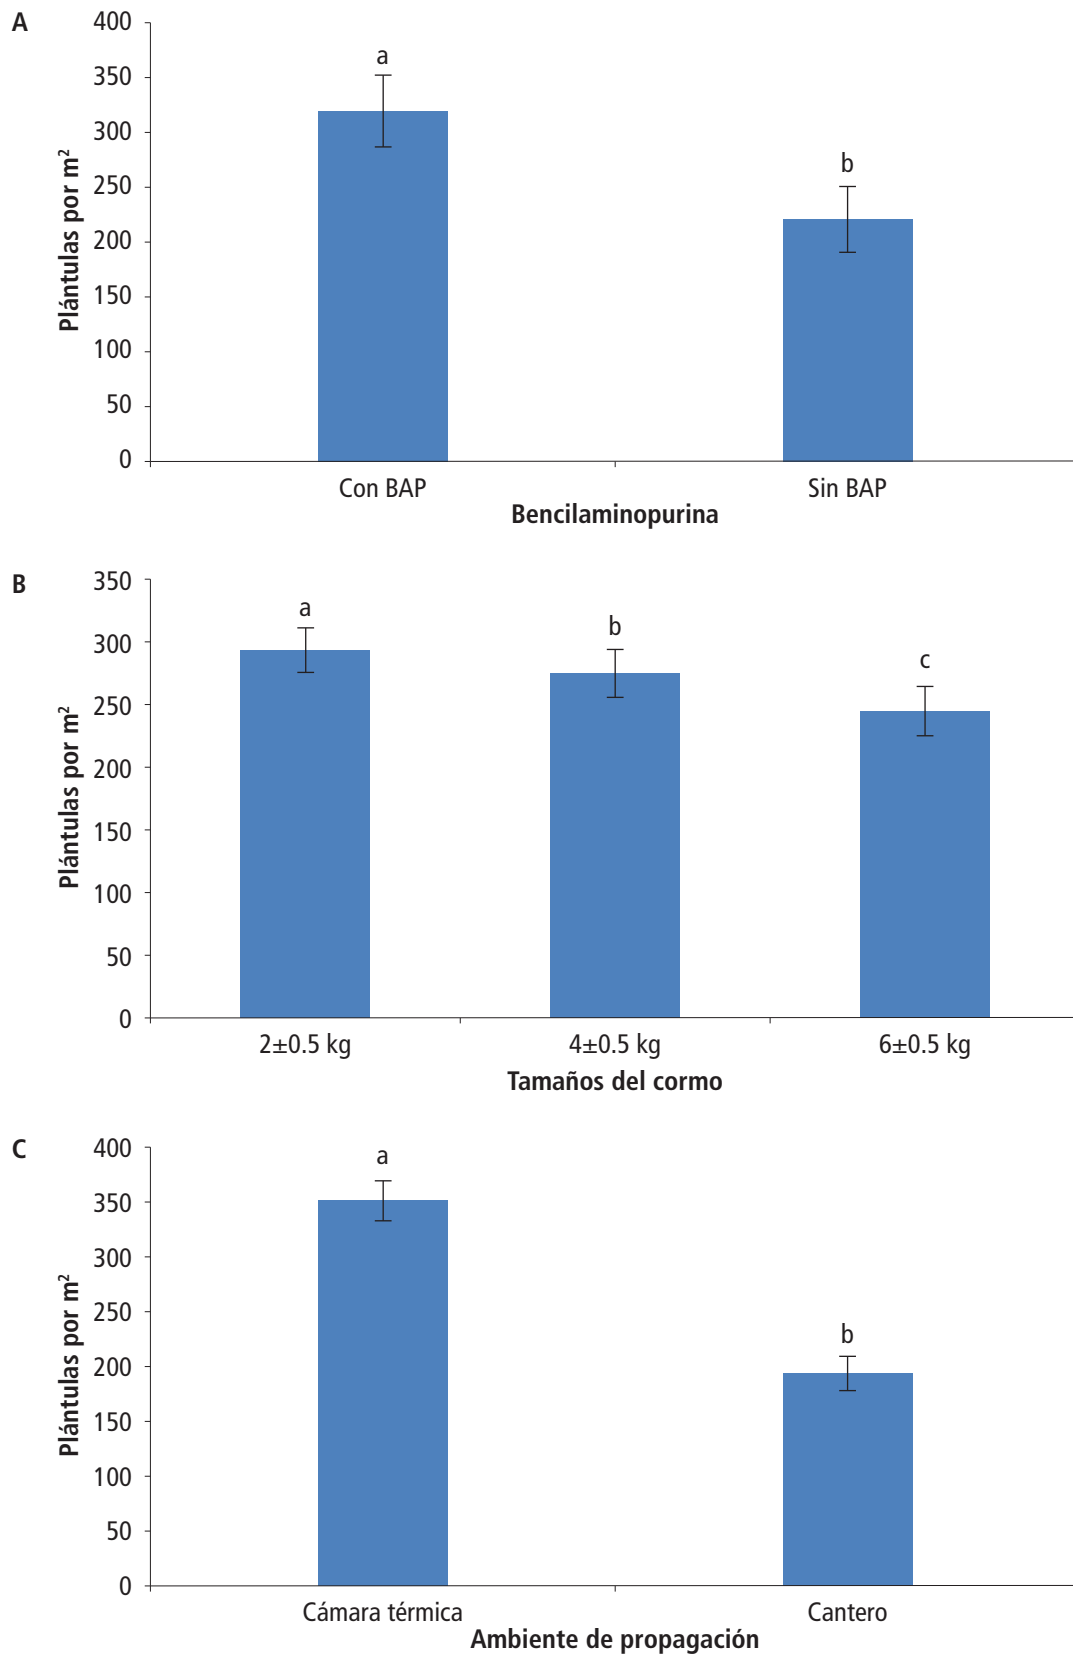 A
400
350
300
250
200
150
100
50
0
Plántulas por m²
a
b
Con BAP
Sin BAP
Bencilaminopurina
B
350
300
250
200
150
100
50
0
Plántulas por m²
a
b
c
2±0.5 kg
4±0.5 kg
6±0.5 kg
Tamaños del cormo
C
400
350
300
250
200
150
100
50
0
Plántulas por m²
a
b
Cámara térmica
Cantero
Ambiente de propagación